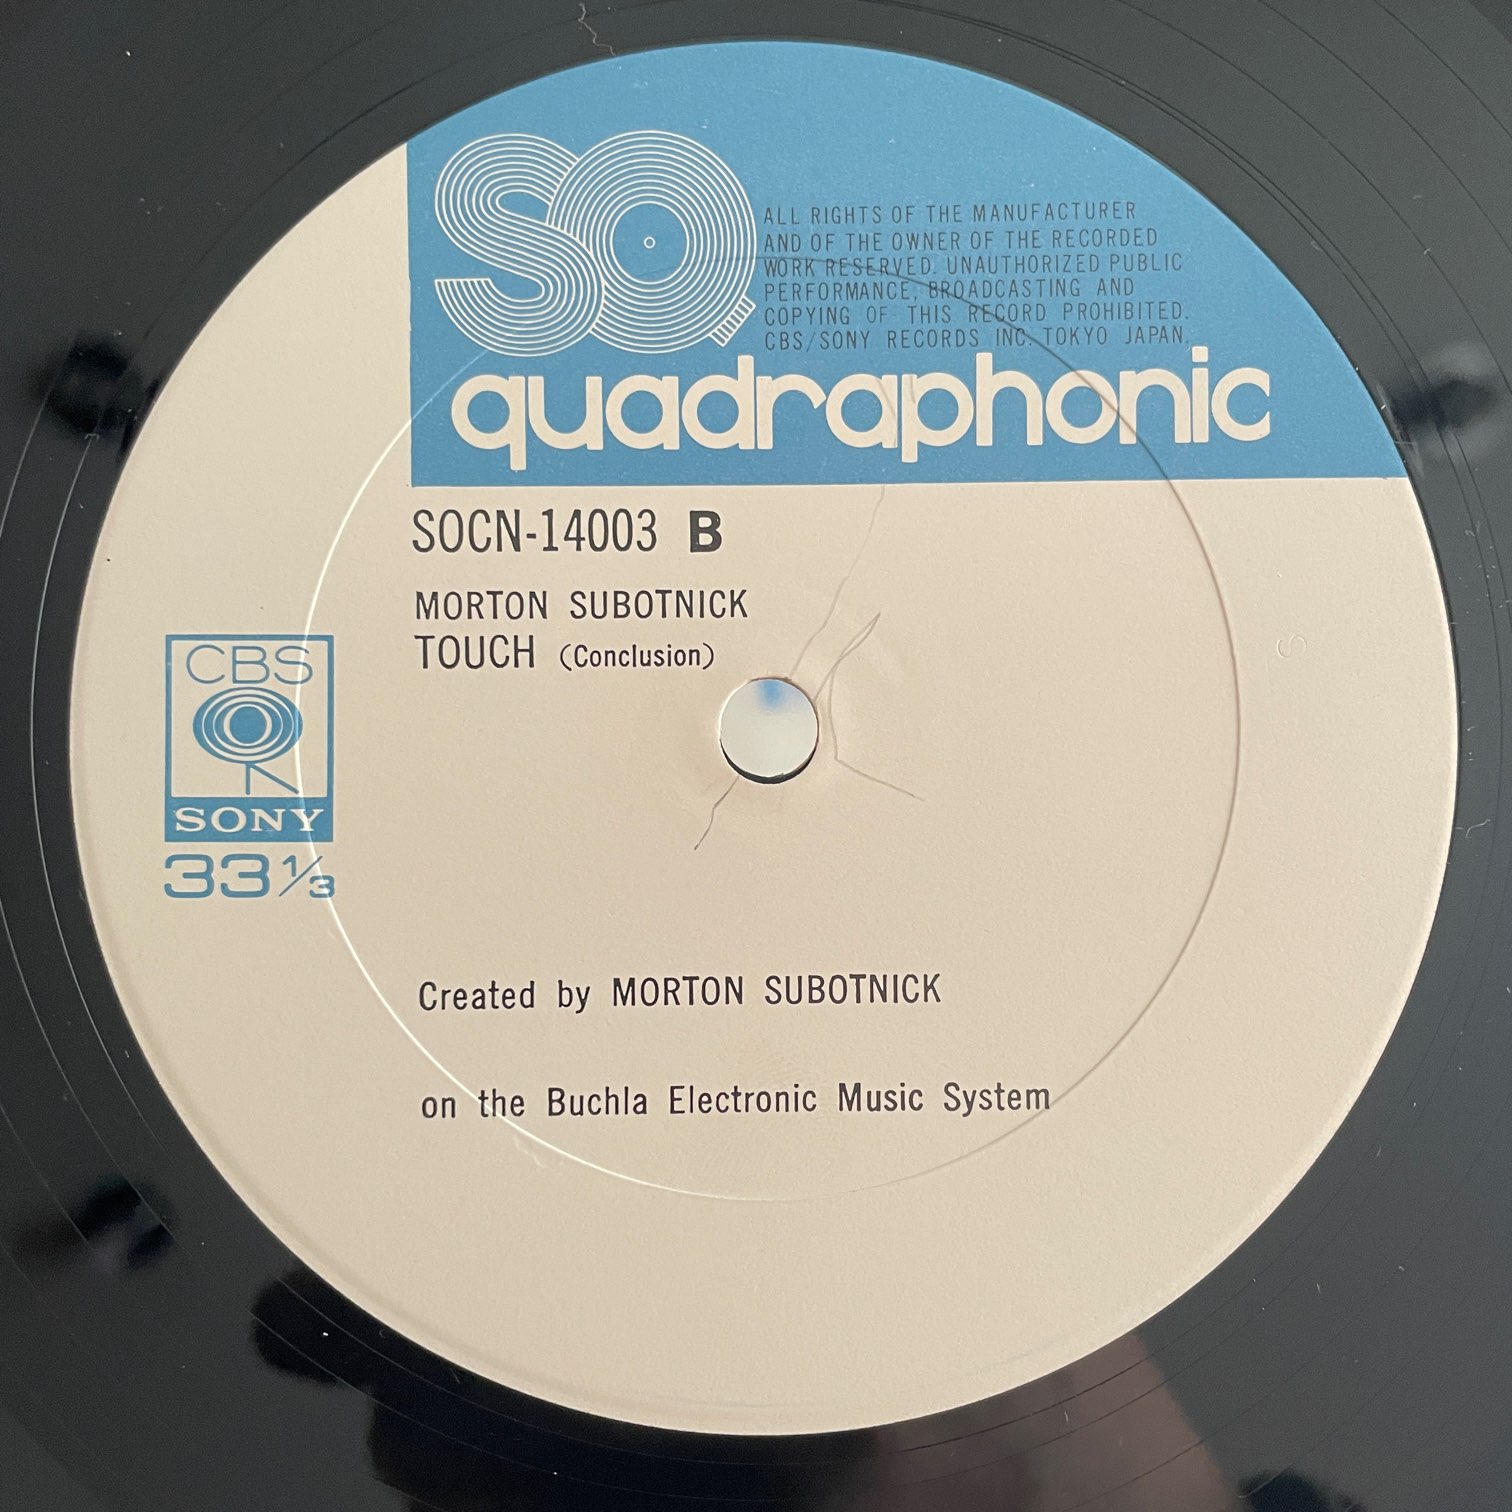 SQ
ALL RIGHTS OF THE MANUFACTURER
AND OF THE OWNER OF THE RECORDED
WORK RESERVED. UNAUTHORIZED PUBLIC
PERFORMANCE, BROADCASTING AND
COPYING OF THIS RECORD PROHIBITED.
CBS/SONY RECORDS INC. TOKYO JAPAN.
quadraphonic
SOCN-14003 B
MORTON SUBOTNICK
TOUCH (Conclusion)
CBS
SONY
33 1/3
Created by MORTON SUBOTNICK
on the Buchla Electronic Music System
S